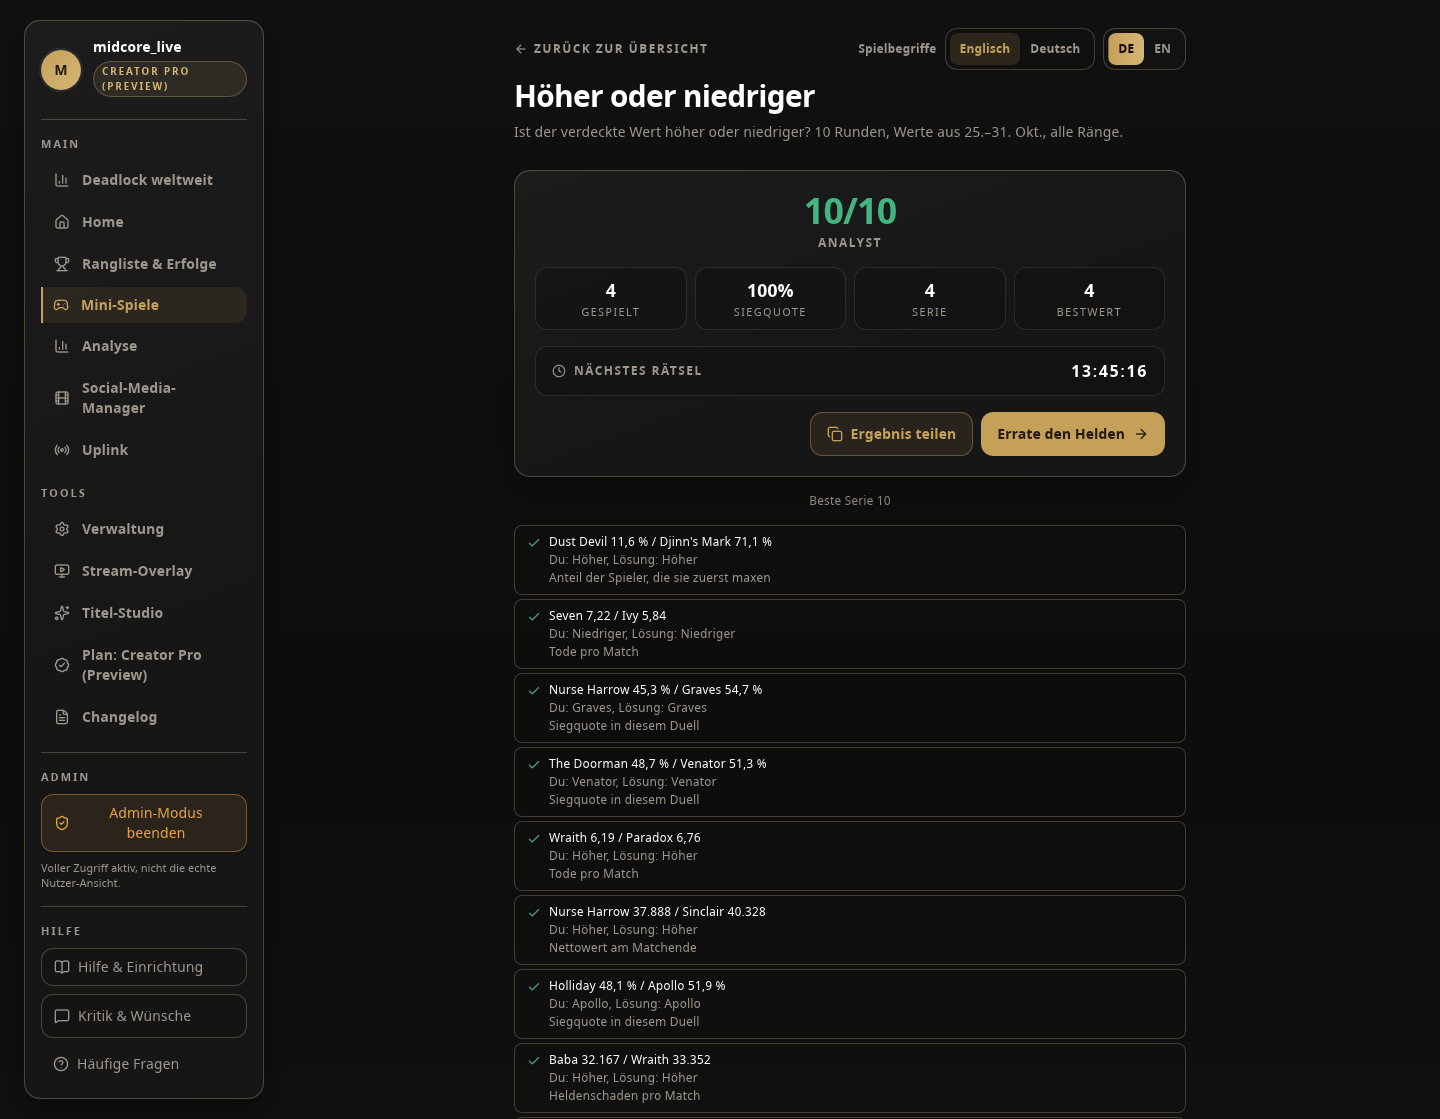 M
midcore_live
CREATOR PRO
(PREVIEW)
MAIN
Deadlock weltweit
Home
Rangliste & Erfolge
Mini-Spiele
Analyse
Social-Media-
Manager
Uplink
TOOLS
Verwaltung
Stream-Overlay
Titel-Studio
Plan: Creator Pro
(Preview)
Changelog
ADMIN
Admin-Modus
beenden
Voller Zugriff aktiv, nicht die echte
Nutzer-Ansicht.
HILFE
Hilfe & Einrichtung
Kritik & Wünsche
Häufige Fragen
ZURÜCK ZUR ÜBERSICHT
Spielbegriffe Englisch Deutsch DE EN
Höher oder niedriger
Ist der verdeckte Wert höher oder niedriger? 10 Runden, Werte aus 25.–31. Okt., alle Ränge.
10/10
ANALYST
4 100% 4 4
GESPIELT SIEGQUOTE SERIE BESTWERT
NÄCHSTES RÄTSEL 13:45:16
Ergebnis teilen Errate den Helden
Beste Serie 10
Dust Devil 11,6 % / Djinn's Mark 71,1 %
Du: Höher, Lösung: Höher
Anteil der Spieler, die sie zuerst maxen
Seven 7,22 / Ivy 5,84
Du: Niedriger, Lösung: Niedriger
Tode pro Match
Nurse Harrow 45,3 % / Graves 54,7 %
Du: Graves, Lösung: Graves
Siegquote in diesem Duell
The Doorman 48,7 % / Venator 51,3 %
Du: Venator, Lösung: Venator
Siegquote in diesem Duell
Wraith 6,19 / Paradox 6,76
Du: Höher, Lösung: Höher
Tode pro Match
Nurse Harrow 37.888 / Sinclair 40.328
Du: Höher, Lösung: Höher
Nettowert am Matchende
Holliday 48,1 % / Apollo 51,9 %
Du: Apollo, Lösung: Apollo
Siegquote in diesem Duell
Baba 32.167 / Wraith 33.352
Du: Höher, Lösung: Höher
Heldenschaden pro Match